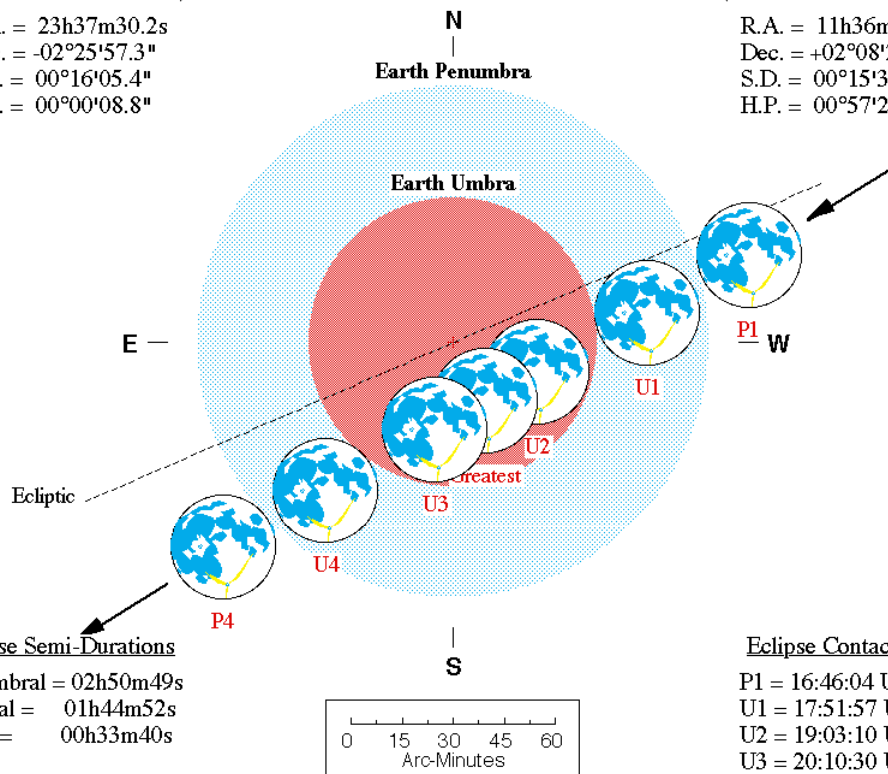 . = 23h37m30.2s
. = -02°25'57.3"
. = 00°16'05.4"
. = 00°00'08.8"
N
R.A. = 11h36m
Dec. = +02°08'
S.D. = 00°15'3
H.P. = 00°57'2
Earth Penumbra
Earth Umbra
P1
E
W
U1
U2
Greatest
U3
Ecliptic
U4
P4
S
se Semi-Durations
mbral = 02h50m49s
al = 01h44m52s
= 00h33m40s
Eclipse Contac
P1 = 16:46:04 U
U1 = 17:51:57 U
U2 = 19:03:10 U
U3 = 20:10:30 U
0 15 30 45 60
Arc-Minutes